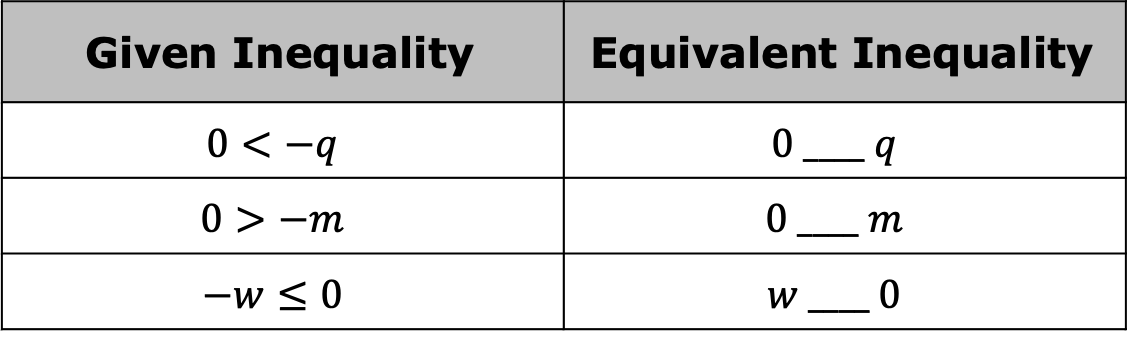 Given Inequality Equivalent Inequality
0 < −q 0 ___ q
0 > −m 0 ___ m
−w ≤ 0 w ___ 0